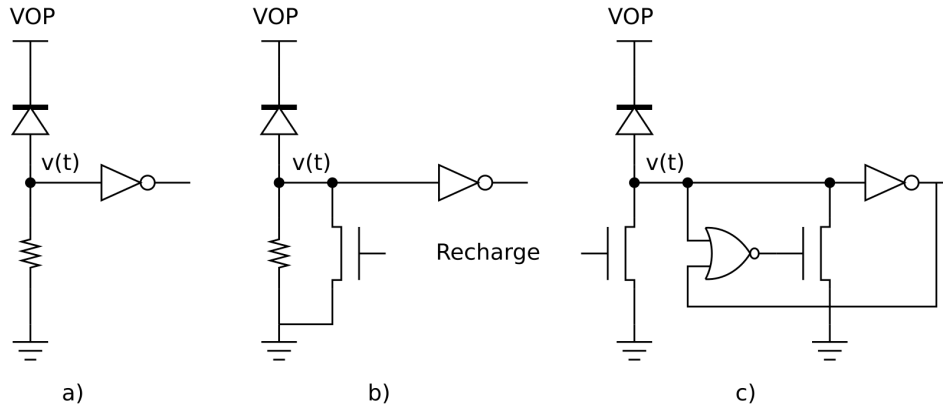 VOP
VOP
VOP
v(t)
v(t)
v(t)
Recharge
a)
b)
c)